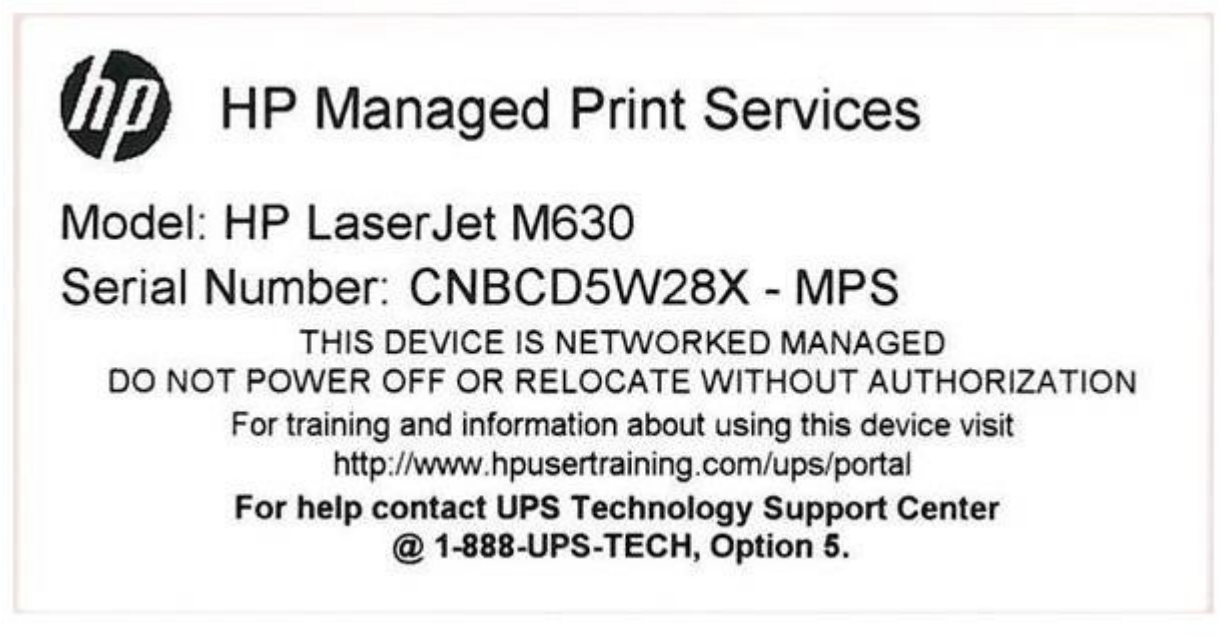 hp HP Managed Print Services
Model: HP LaserJet M630
Serial Number: CNBCD5W28X - MPS
THIS DEVICE IS NETWORKED MANAGED
DO NOT POWER OFF OR RELOCATE WITHOUT AUTHORIZATION
For training and information about using this device visit
http://www.hpusertraining.com/ups/portal
For help contact UPS Technology Support Center
@ 1-888-UPS-TECH, Option 5.